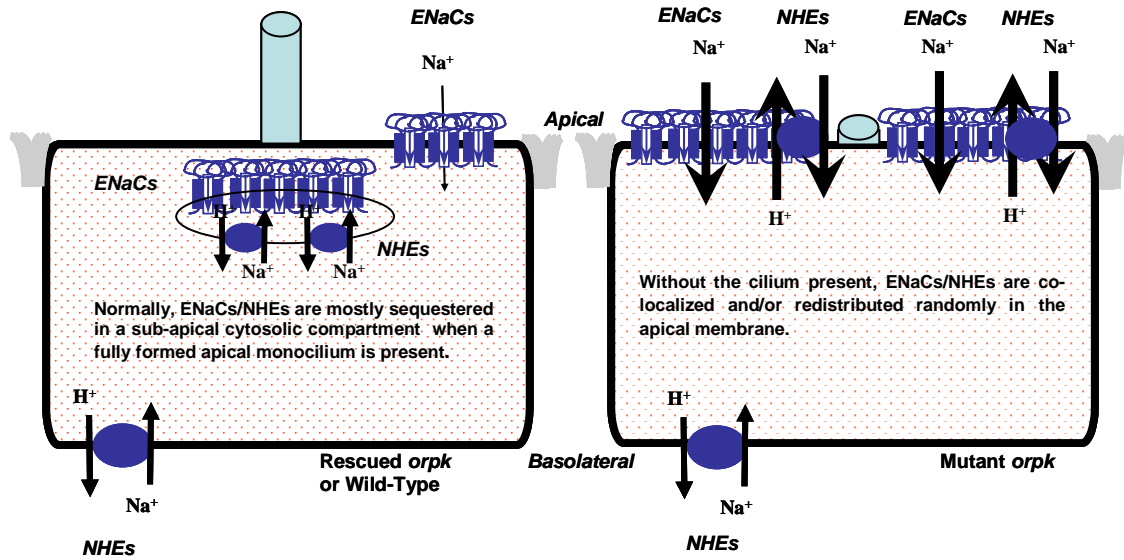 ENaCs
Na⁺
ENaCs
H⁺
H⁺
Na⁺
Na⁺
NHEs
Normally, ENaCs/NHEs are mostly sequestered
in a sub-apical cytosolic compartment when a
fully formed apical monocilium is present.
H⁺
Na⁺
NHEs
Rescued orpk
or Wild-Type
Apical
Basolateral
ENaCs
NHEs
ENaCs
NHEs
Na⁺
Na⁺
Na⁺
Na⁺
H⁺
H⁺
Without the cilium present, ENaCs/NHEs are co-
localized and/or redistributed randomly in the
apical membrane.
H⁺
Na⁺
NHEs
Mutant orpk